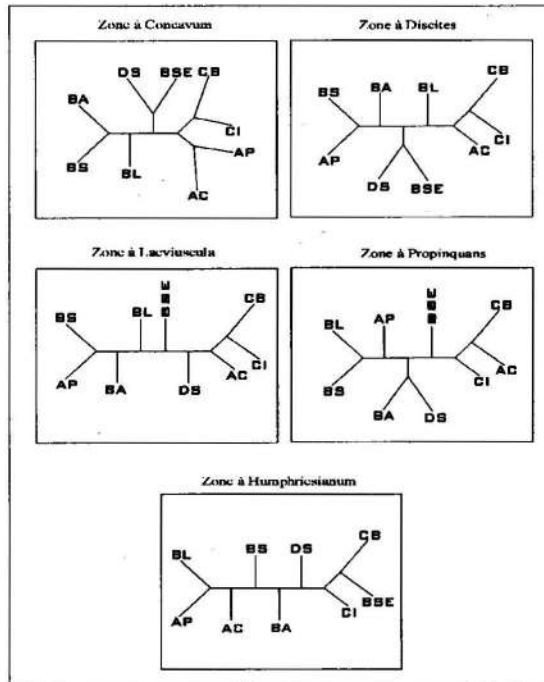 Zone à Concavum
Zone à Discites
DS BSE CB
BA
CI
AP
BS
BL
AC
CB
BA BL
BS
CI
AP
AC
DS
BSE
Zone à Laeviuscula
Zone à Propinquans
BSE
BL
CB
BS
CI
AC
AP
BA
DS
BSE
AP
CB
BL
AC
CI
BS
BA
DS
Zone à Humphriesianum
BS DS
CB
BL
BSE
CI
AP
AC
BA